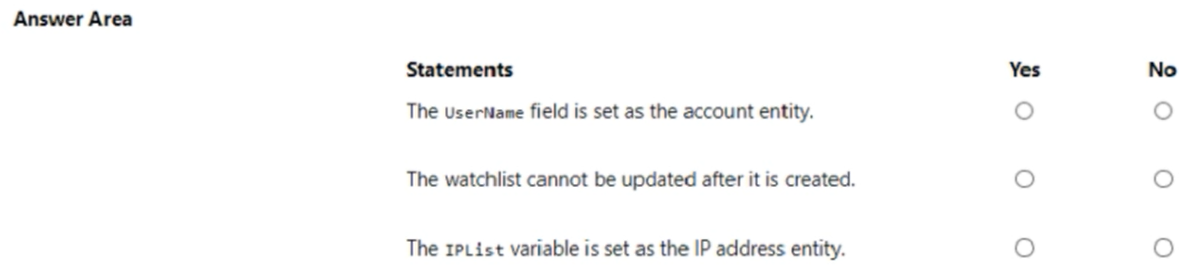 Answer Area
Statements Yes No
The UserName field is set as the account entity.
The watchlist cannot be updated after it is created.
The IPList variable is set as the IP address entity.